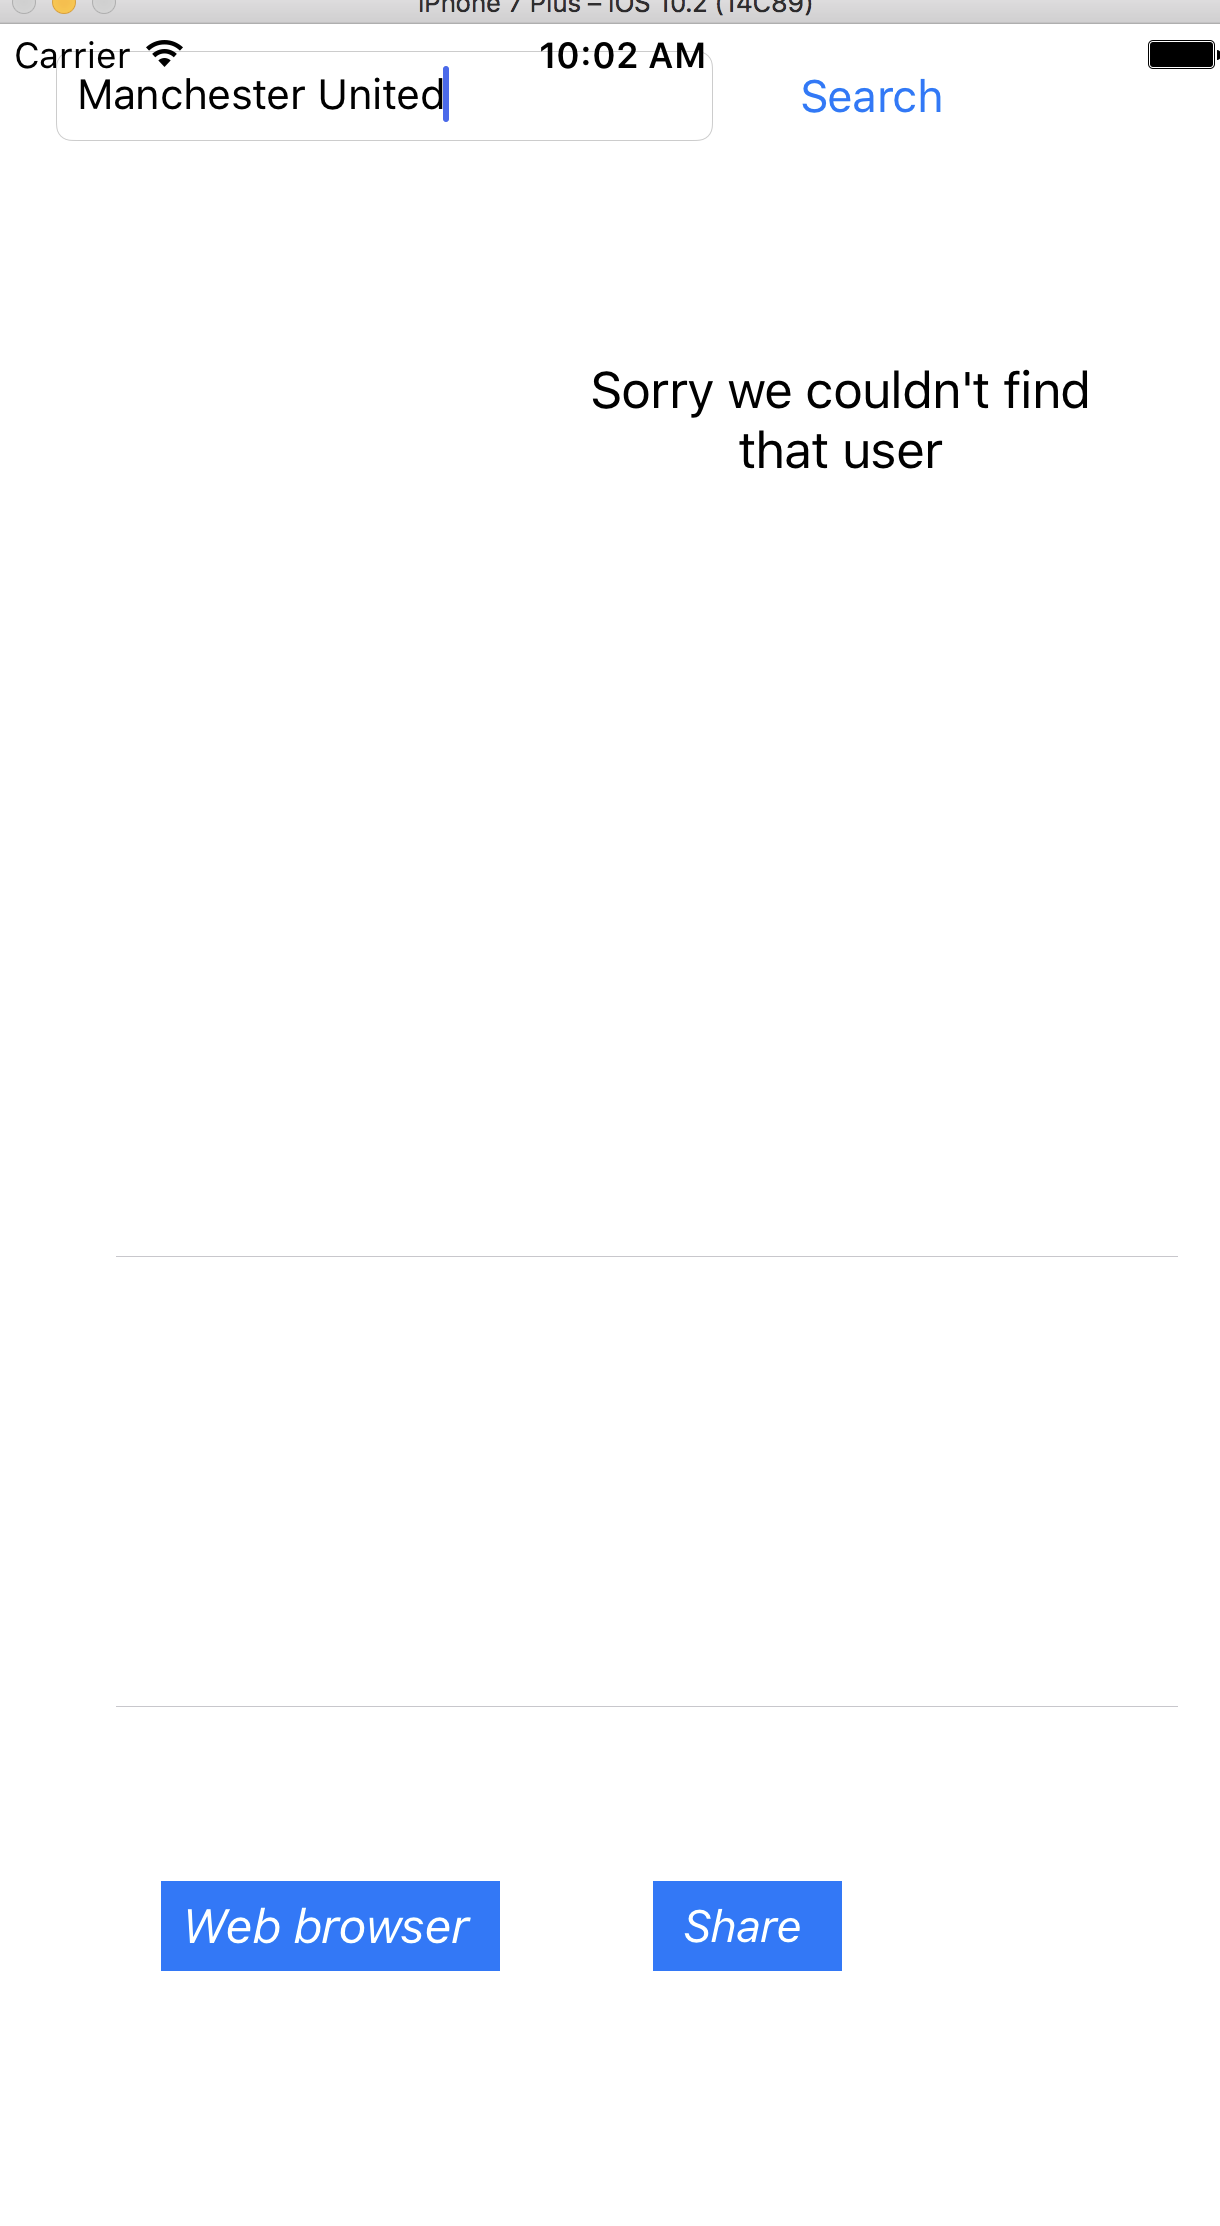 iPhone 7 Plus – iOS 10.2 (14C89)
Carrier 10:02 AM
Manchester United Search
Sorry we couldn't find
that user
Web browser Share